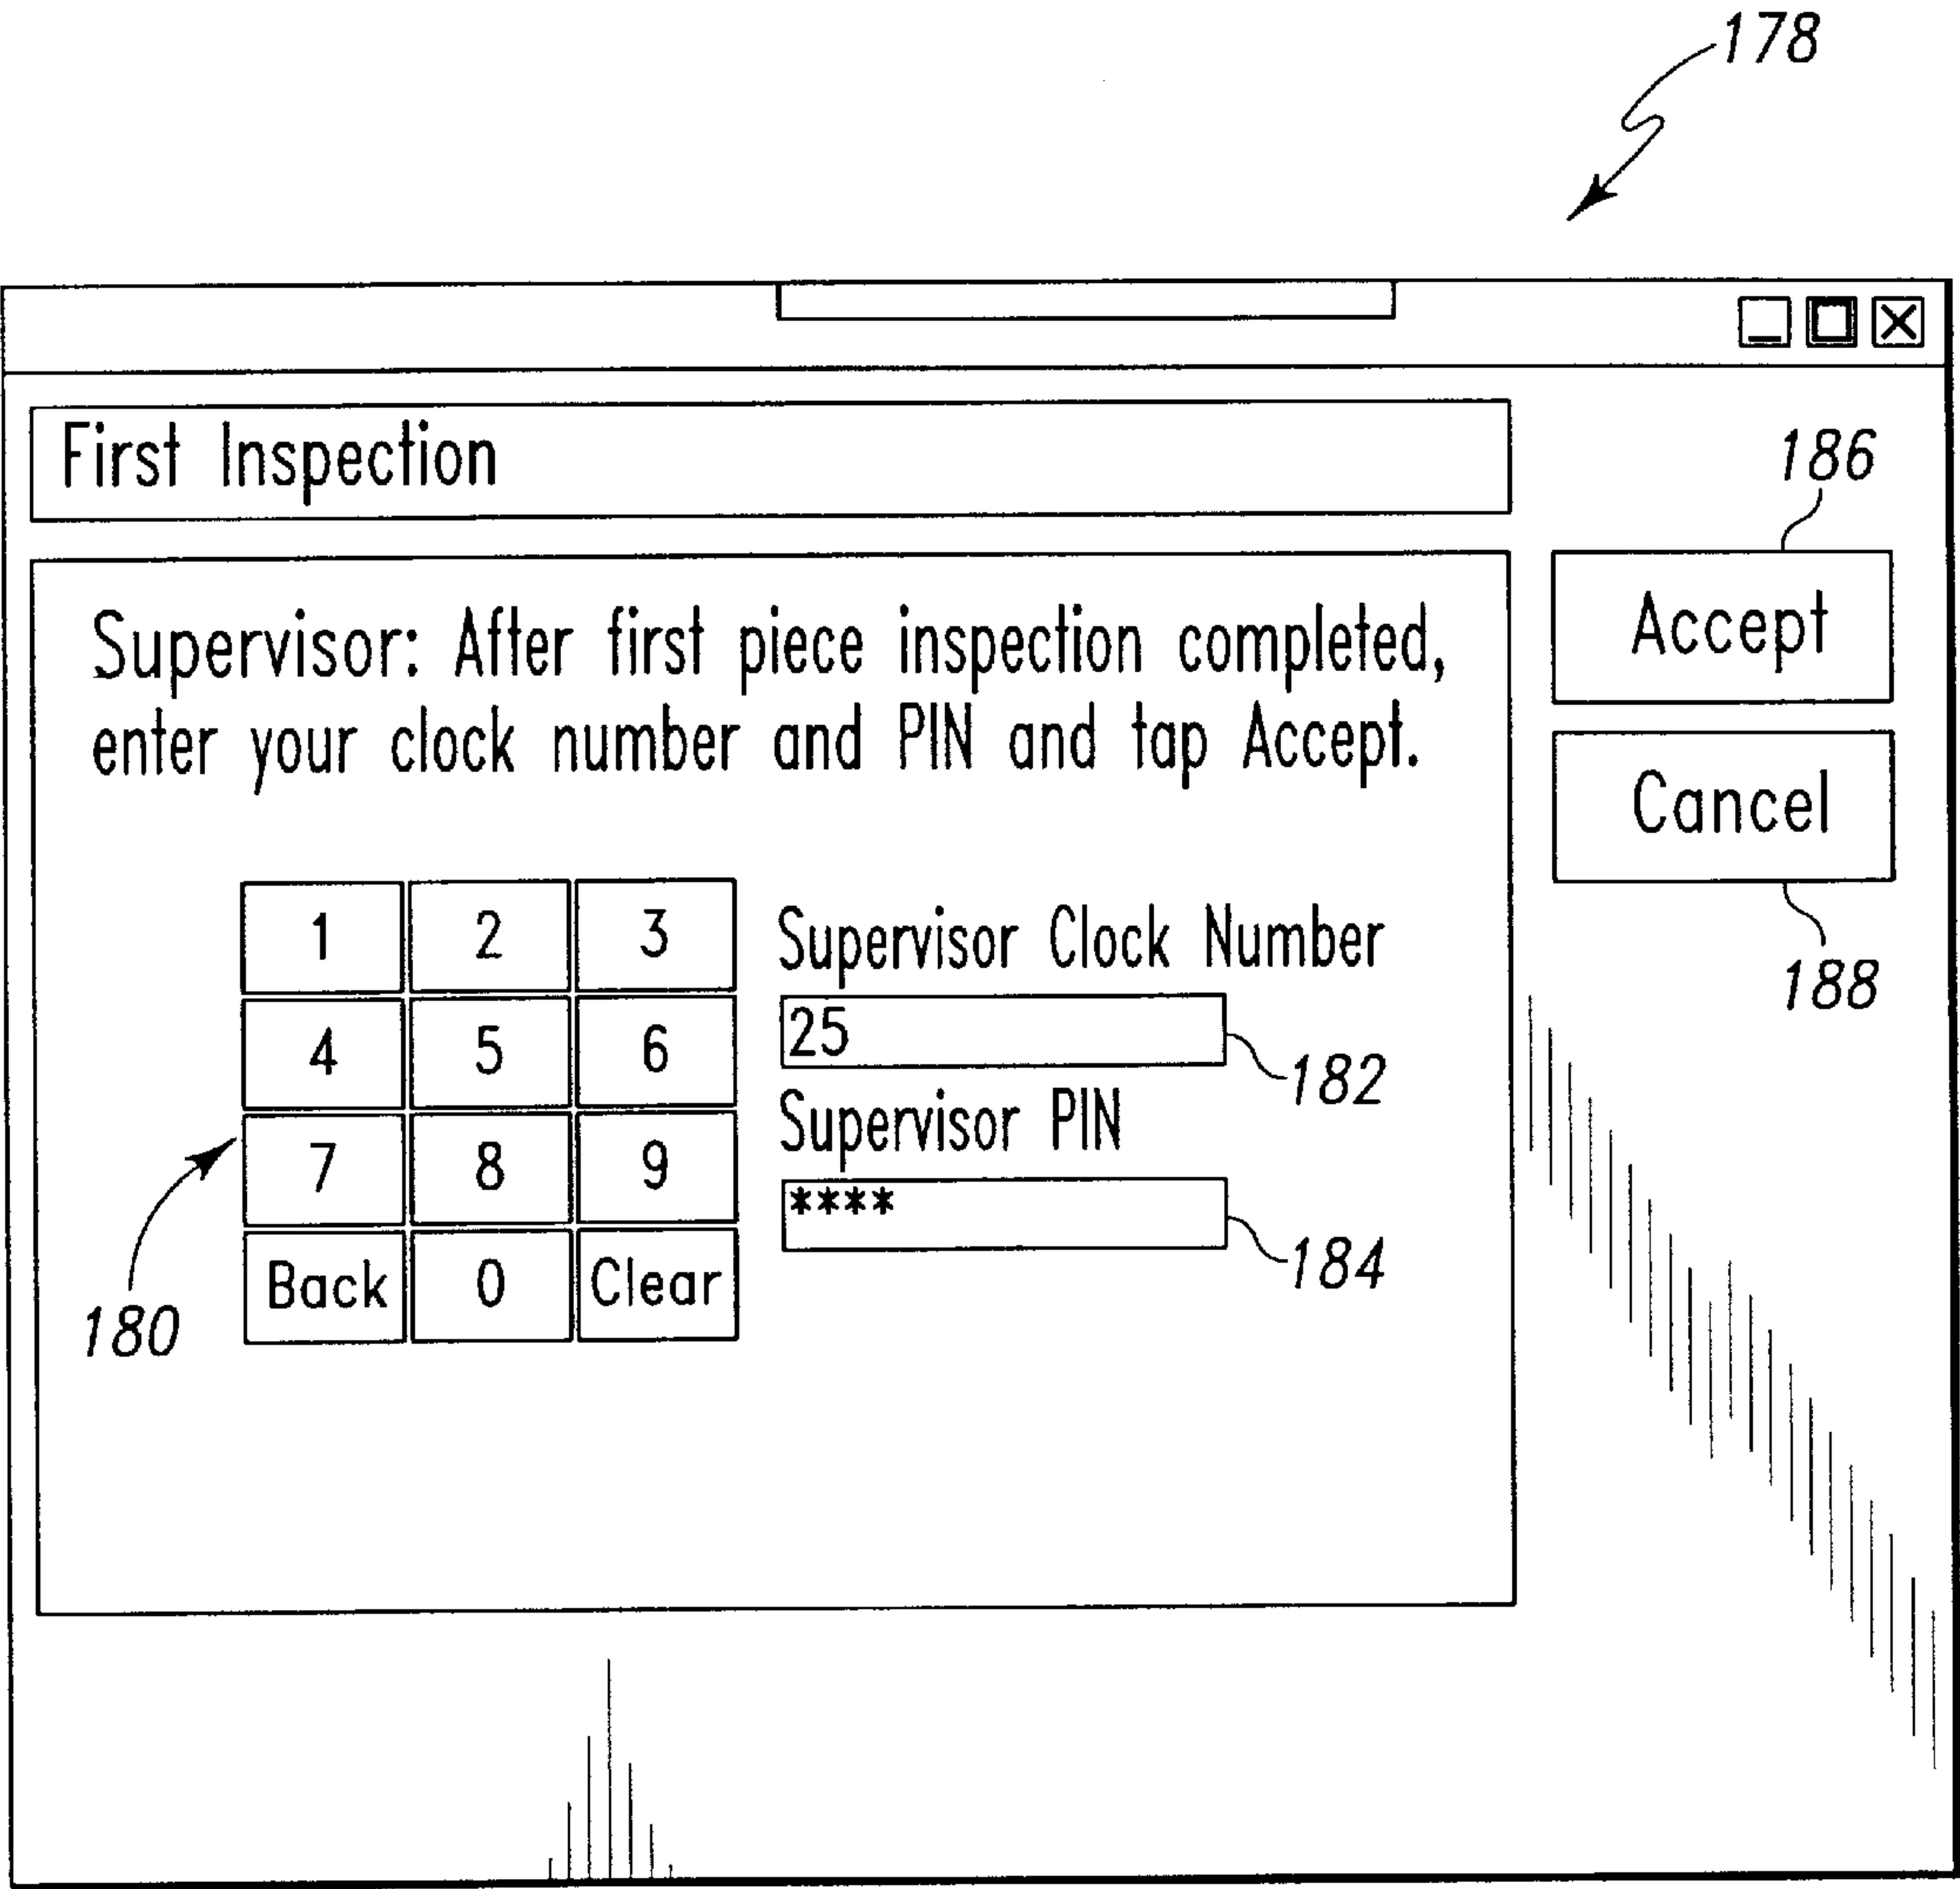 178
First Inspection
186
Accept
Supervisor: After first piece inspection completed,
enter your clock number and PIN and tap Accept.
Cancel
188
1 2 3
4 5 6
7 8 9
Back 0 Clear
180
Supervisor Clock Number
25
182
Supervisor PIN
****
184